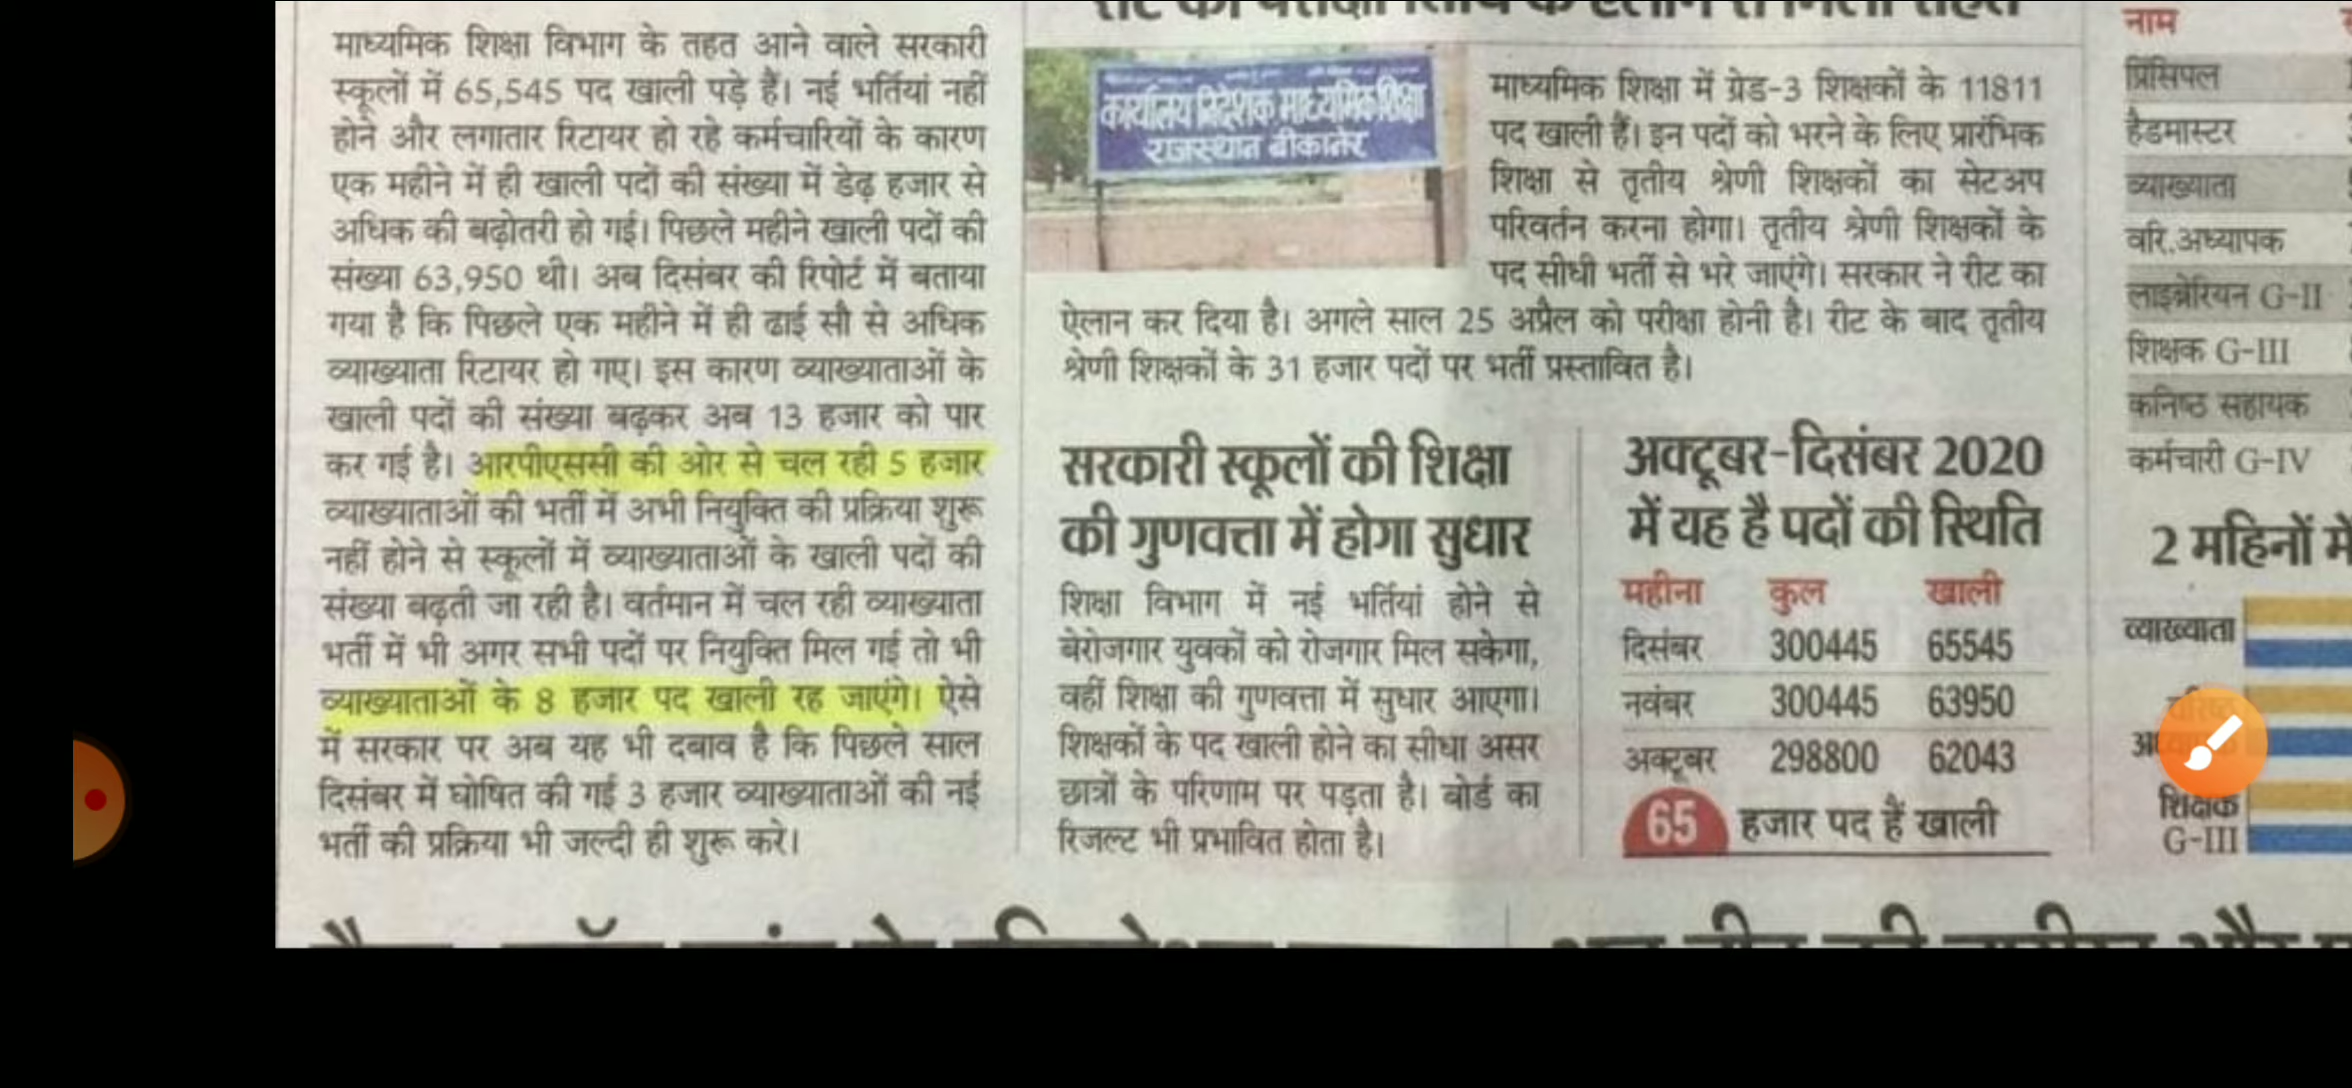 माध्यमिक शिक्षा विभाग के तहत आने वाले सरकारी
स्कूलों में 65,545 पद खाली पड़े हैं। नई भर्तियां नहीं
होने और लगातार रिटायर हो रहे कर्मचारियों के कारण
एक महीने में ही खाली पदों की संख्या में डेढ़ हजार से
अधिक की बढ़ोतरी हो गई। पिछले महीने खाली पदों की
संख्या 63,950 थी। अब दिसंबर की रिपोर्ट में बताया
गया है कि पिछले एक महीने में ही ढाई सौ से अधिक
व्याख्याता रिटायर हो गए। इस कारण व्याख्याताओं के
खाली पदों की संख्या बढ़कर अब 13 हजार को पार
कर गई है। आरपीएससी की ओर से चल रही 5 हजार
व्याख्याताओं की भर्ती में अभी नियुक्ति की प्रक्रिया शुरू
नहीं होने से स्कूलों में व्याख्याताओं के खाली पदों की
संख्या बढ़ती जा रही है। वर्तमान में चल रही व्याख्याता
भर्ती में भी अगर सभी पदों पर नियुक्ति मिल गई तो भी
व्याख्याताओं के 8 हजार पद खाली रह जाएंगे। ऐसे
में सरकार पर अब यह भी दबाव है कि पिछले साल
दिसंबर में घोषित की गई 3 हजार व्याख्याताओं की नई
भर्ती की प्रक्रिया भी जल्दी ही शुरू करे।
कार्यालय निदेशक माध्यमिक शिक्षा
राजस्थान बीकानेर
माध्यमिक शिक्षा में ग्रेड-3 शिक्षकों के 11811
पद खाली हैं। इन पदों को भरने के लिए प्रारंभिक
शिक्षा से तृतीय श्रेणी शिक्षकों का सेटअप
परिवर्तन करना होगा। तृतीय श्रेणी शिक्षकों के
पद सीधी भर्ती से भरे जाएंगे। सरकार ने रीट का
ऐलान कर दिया है। अगले साल 25 अप्रैल को परीक्षा होनी है। रीट के बाद तृतीय
श्रेणी शिक्षकों के 31 हजार पदों पर भर्ती प्रस्तावित है।
सरकारी स्कूलों की शिक्षा
की गुणवत्ता में होगा सुधार
शिक्षा विभाग में नई भर्तियां होने से
बेरोजगार युवकों को रोजगार मिल सकेगा,
वहीं शिक्षा की गुणवत्ता में सुधार आएगा।
शिक्षकों के पद खाली होने का सीधा असर
छात्रों के परिणाम पर पड़ता है। बोर्ड का
रिजल्ट भी प्रभावित होता है।
अक्टूबर-दिसंबर 2020
में यह है पदों की स्थिति
महीना कुल खाली
दिसंबर 300445 65545
नवंबर 300445 63950
अक्टूबर 298800 62043
65 हजार पद हैं खाली
नाम
प्रिंसिपल
हैडमास्टर
व्याख्याता
वरि.अध्यापक
लाइब्रेरियन G-II
शिक्षक G-III
कनिष्ठ सहायक
कर्मचारी G-IV
2 महिनों में
व्याख्याता
शिक्षक
G-III